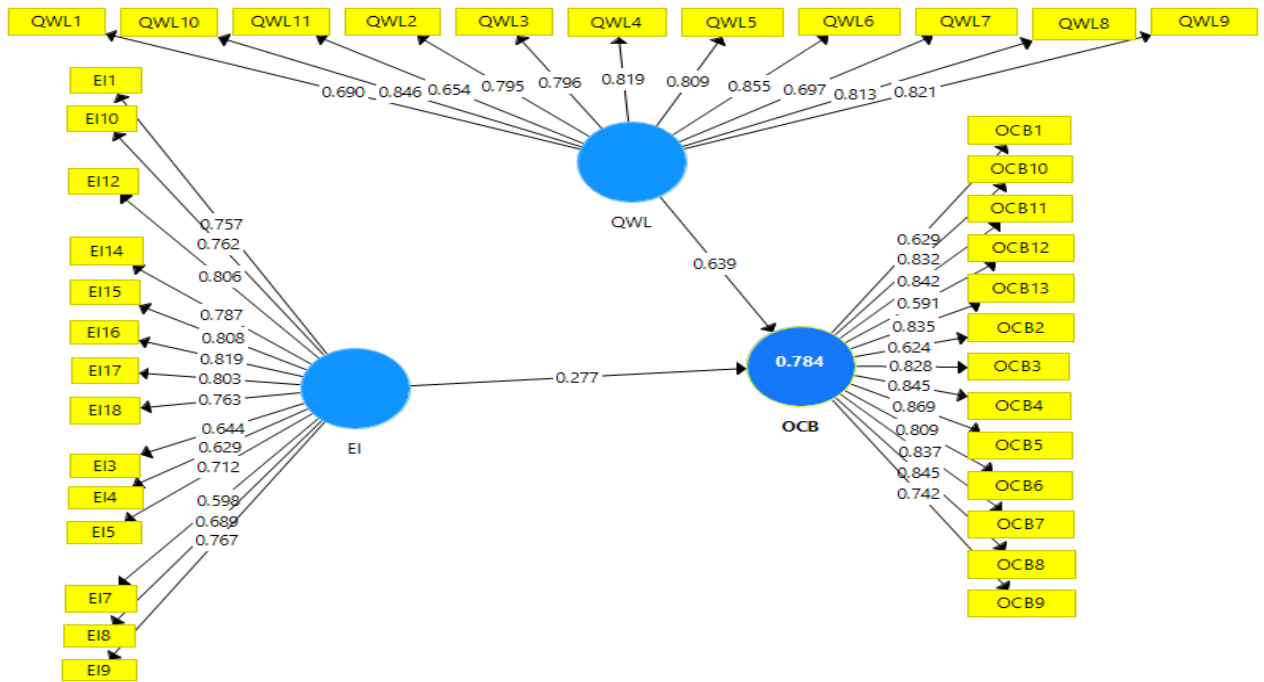 QWL1 QWL10 QWL11 QWL2 QWL3 QWL4 QWL5 QWL6 QWL7 QWL8 QWL9
0.690 0.846 0.654 0.795 0.796 0.819 0.809 0.855 0.697 0.813 0.821
QWL
0.639
EI1
EI10
EI12
EI14
EI15
EI16
EI17
EI18
EI3
EI4
EI5
EI7
EI8
EI9
0.757
0.762
0.806
0.787
0.808
0.819
0.803
0.763
0.644
0.629
0.712
0.598
0.689
0.767
EI
0.277
0.784
OCB
0.629
0.832
0.842
0.591
0.835
0.624
0.828
0.845
0.869
0.809
0.837
0.845
0.742
OCB1
OCB10
OCB11
OCB12
OCB13
OCB2
OCB3
OCB4
OCB5
OCB6
OCB7
OCB8
OCB9